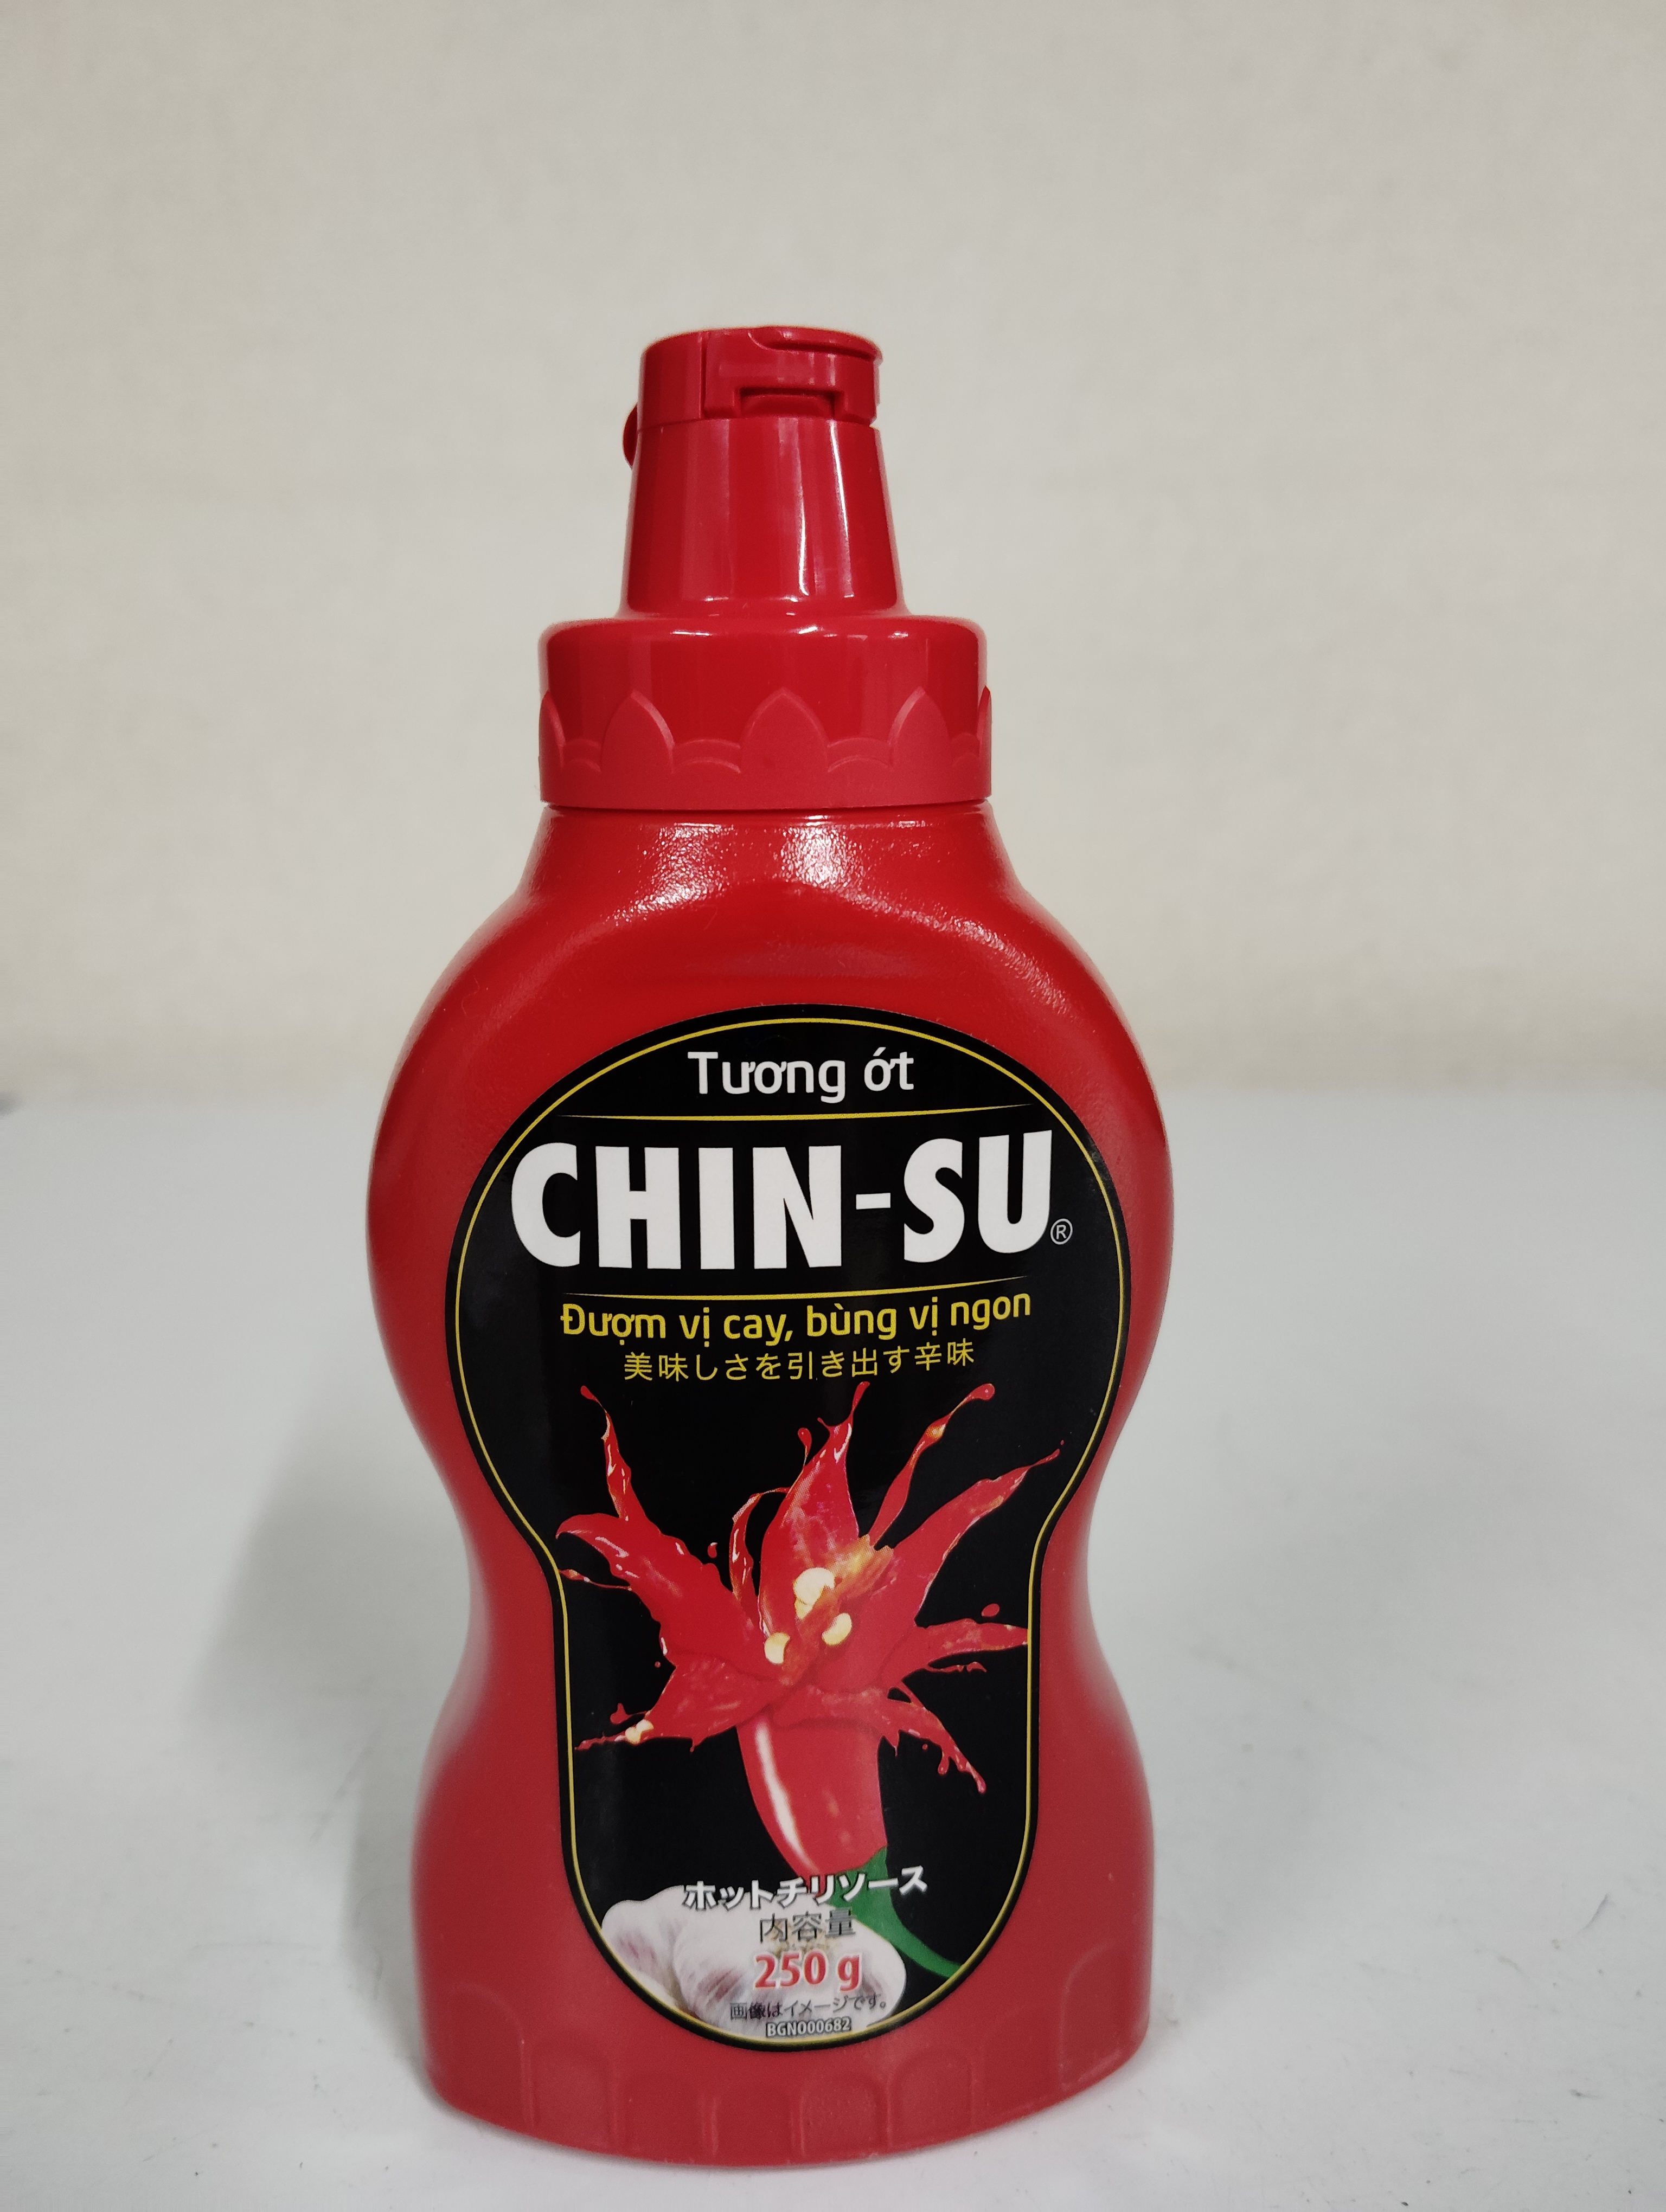 Tương ớt
CHIN-SU®
Đượm vị cay, bùng vị ngon
美味しさを引き出す辛味
ホットチリソース
内容量
250 g
画像はイメージです。
BGN000682